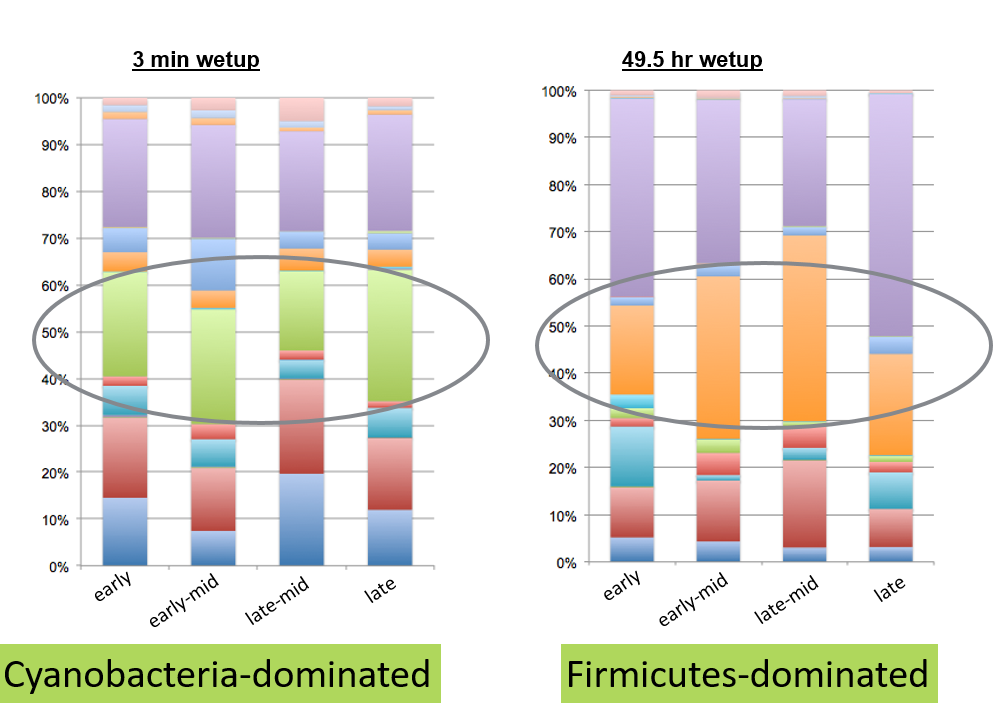 3 min wetup
100%
90%
80%
70%
60%
50%
40%
30%
20%
10%
0%
early
early-mid
late-mid
late
Cyanobacteria-dominated
49.5 hr wetup
100%
90%
80%
70%
60%
50%
40%
30%
20%
10%
0%
early
early-mid
late-mid
late
Firmicutes-dominated